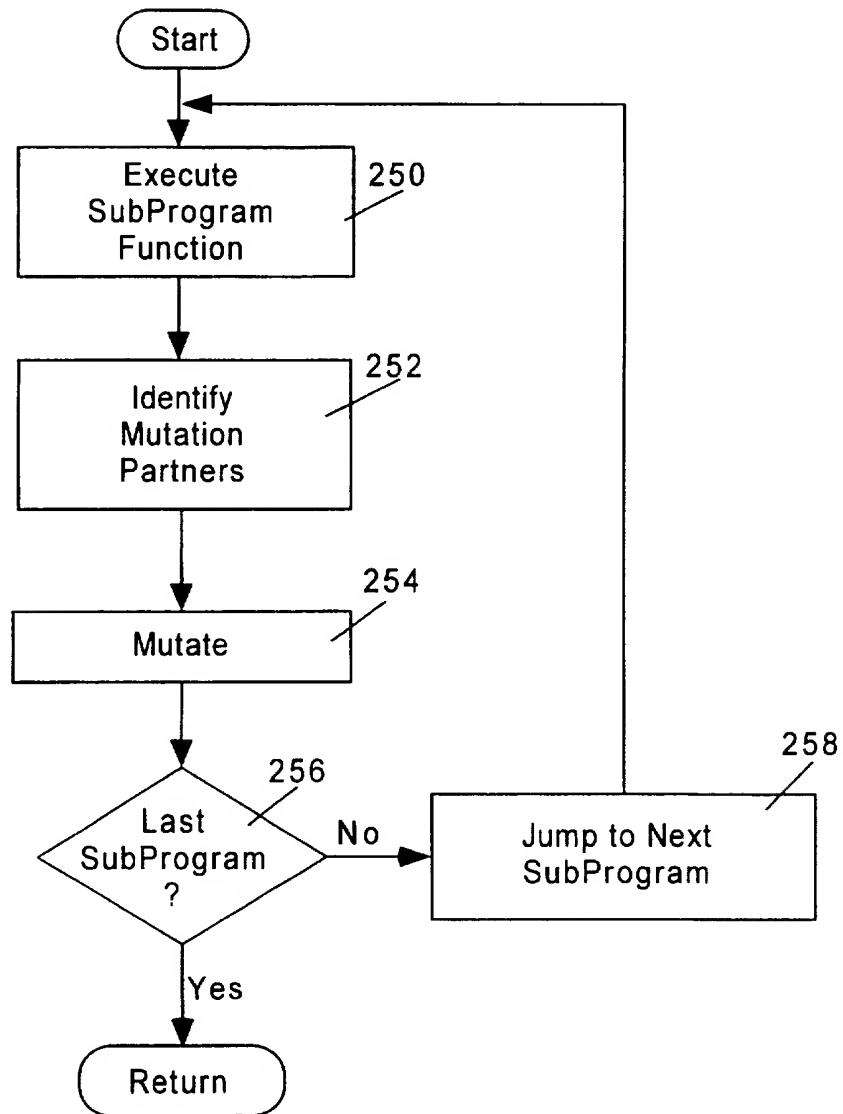 Start
Execute
SubProgram
Function
250
Identify
Mutation
Partners
252
Mutate
254
Last
SubProgram
?
256
No
Jump to Next
SubProgram
258
Yes
Return